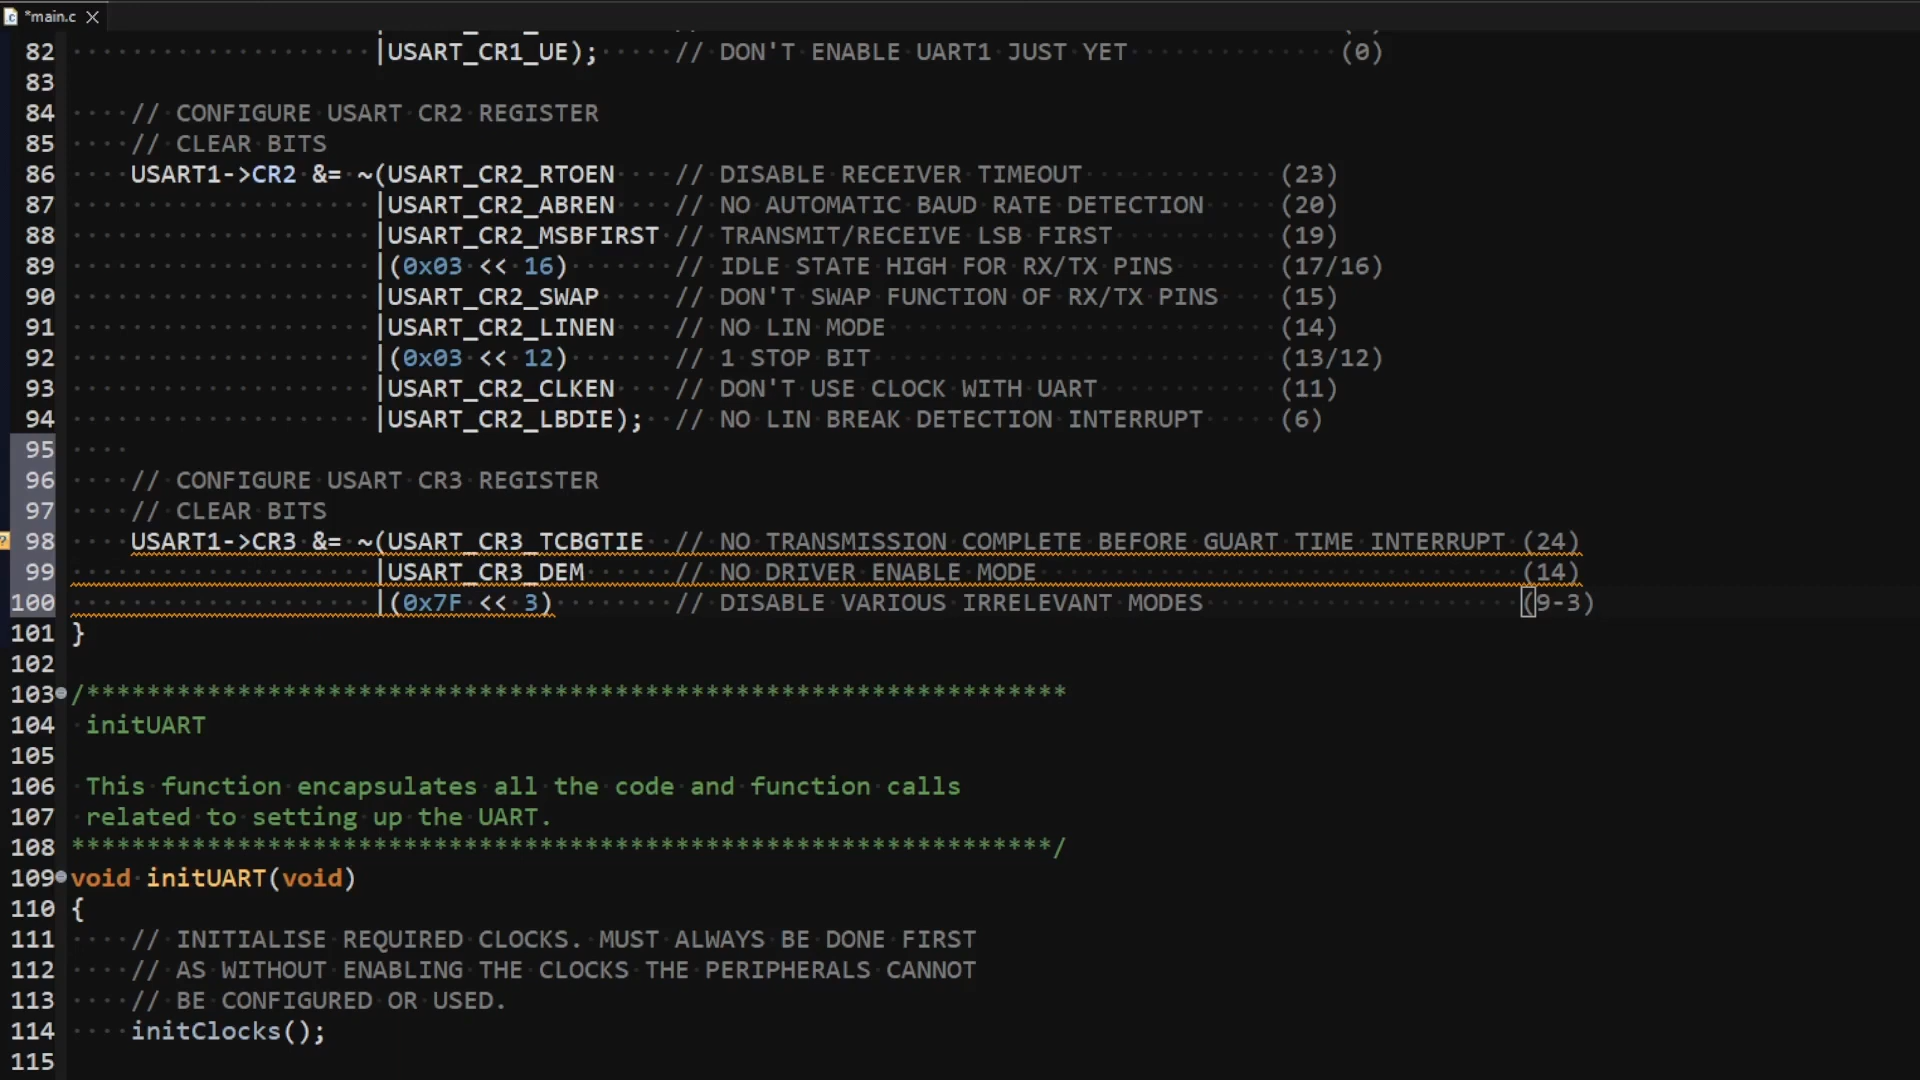 *main.c
82 |USART_CR1_UE); // DON'T ENABLE UART1 JUST YET (0)
83
84 // CONFIGURE USART CR2 REGISTER
85 // CLEAR BITS
86 USART1->CR2 &= ~(USART_CR2_RTOEN // DISABLE RECEIVER TIMEOUT (23)
87 |USART_CR2_ABREN // NO AUTOMATIC BAUD RATE DETECTION (20)
88 |USART_CR2_MSBFIRST // TRANSMIT/RECEIVE LSB FIRST (19)
89 |(0x03 << 16) // IDLE STATE HIGH FOR RX/TX PINS (17/16)
90 |USART_CR2_SWAP // DON'T SWAP FUNCTION OF RX/TX PINS (15)
91 |USART_CR2_LINEN // NO LIN MODE (14)
92 |(0x03 << 12) // 1 STOP BIT (13/12)
93 |USART_CR2_CLKEN // DON'T USE CLOCK WITH UART (11)
94 |USART_CR2_LBDIE); // NO LIN BREAK DETECTION INTERRUPT (6)
95
96 // CONFIGURE USART CR3 REGISTER
97 // CLEAR BITS
98 USART1->CR3 &= ~(USART_CR3_TCBGTIE // NO TRANSMISSION COMPLETE BEFORE GUART TIME INTERRUPT (24)
99 |USART_CR3_DEM // NO DRIVER ENABLE MODE (14)
100 |(0x7F << 3) // DISABLE VARIOUS IRRELEVANT MODES (9-3)
101 }
102
103 /*****************************************************************
104 initUART
105
106 This function encapsulates all the code and function calls
107 related to setting up the UART.
108 *****************************************************************/
109 void initUART(void)
110 {
111 // INITIALISE REQUIRED CLOCKS. MUST ALWAYS BE DONE FIRST
112 // AS WITHOUT ENABLING THE CLOCKS THE PERIPHERALS CANNOT
113 // BE CONFIGURED OR USED.
114 initClocks();
115